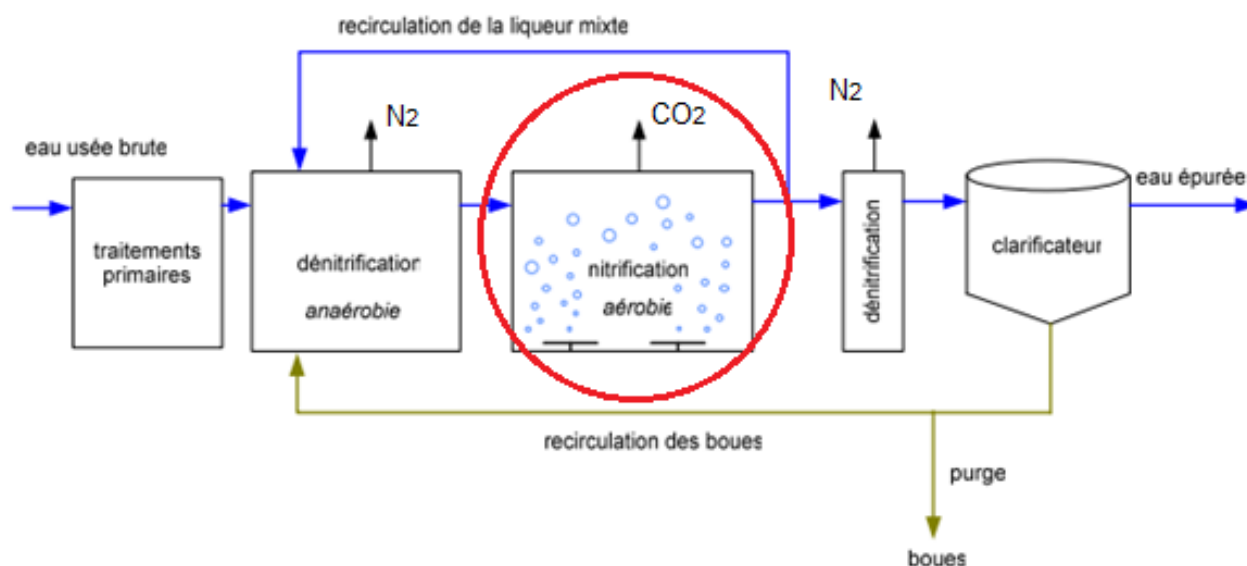 recirculation de la liqueur mixte
N2
CO2
N2
eau usée brute
eau épurée
traitements
primaires
dénitrification
anaérobie
nitrification
aérobie
dénitrification
clarificateur
recirculation des boues
purge
boues